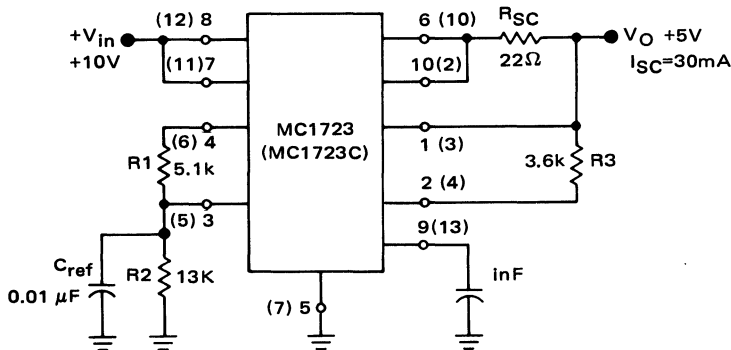 (12) 8
+Vin
+10V
(11)7
(6) 4
R1
5.1k
(5) 3
Cref
0.01 μF
R2
13K
(7) 5
MC1723
(MC1723C)
6 (10)
RSC
22Ω
VO +5V
ISC=30mA
10(2)
1 (3)
3.6k
R3
2 (4)
9(13)
inF